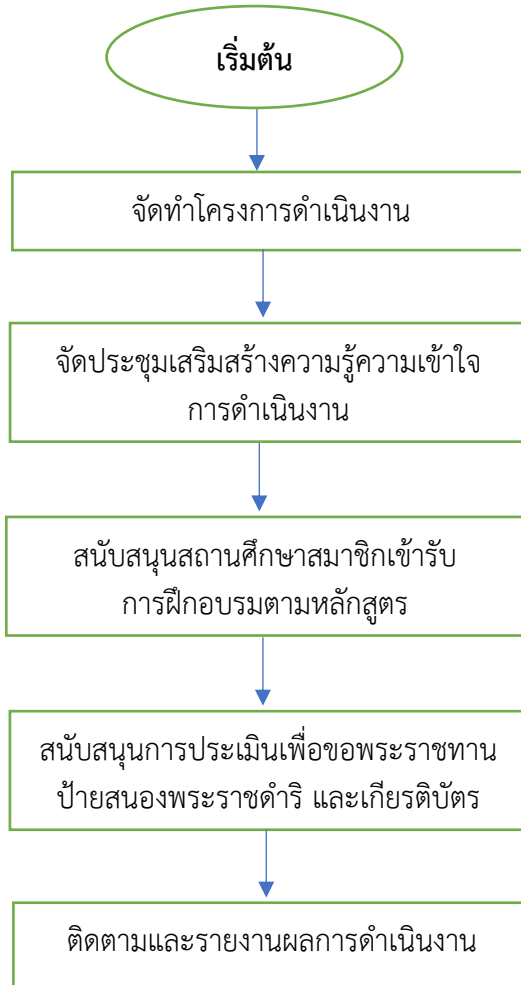 เริ่มต้น
จัดทำโครงการดำเนินงาน
จัดประชุมเสริมสร้างความรู้ความเข้าใจ
การดำเนินงาน
สนับสนุนสถานศึกษาสมาชิกเข้ารับ
การฝึกอบรมตามหลักสูตร
สนับสนุนการประเมินเพื่อขอพระราชทาน
ป้ายสนองพระราชดำริ และเกียรติบัตร
ติดตามและรายงานผลการดำเนินงาน